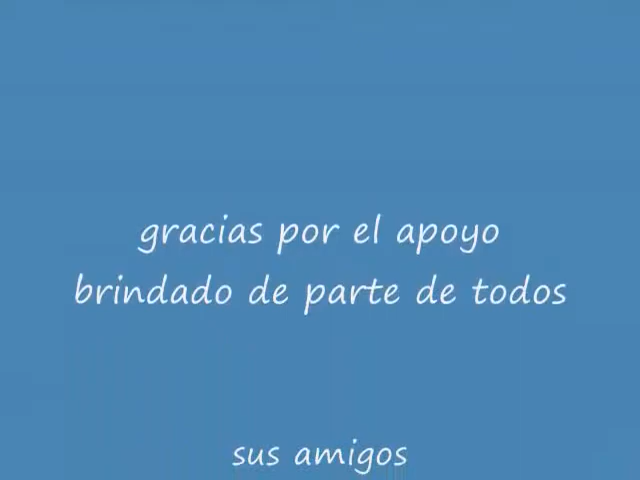 gracias por el apoyo
brindado de parte de todos
sus amigos